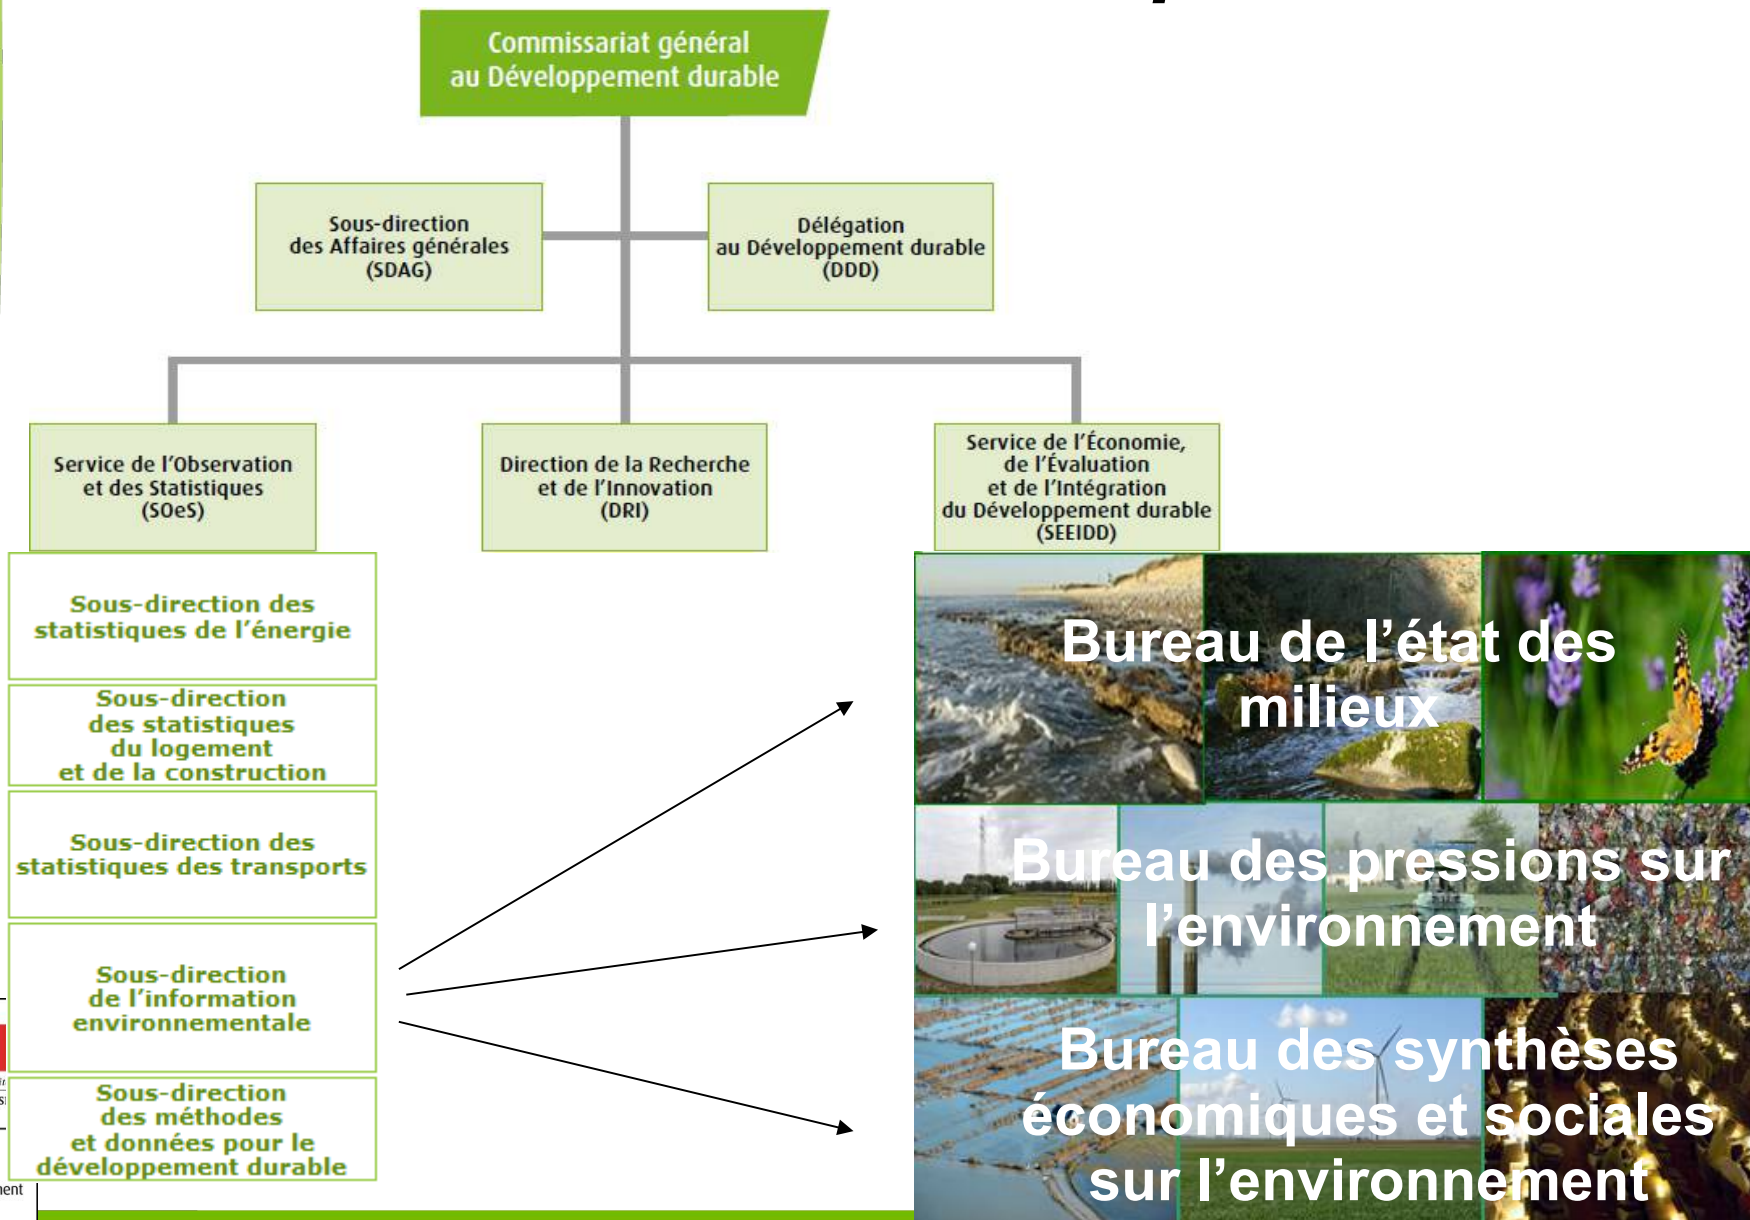 Commissariat général
au Développement durable
Sous-direction
des Affaires générales
(SDAG)
Délégation
au Développement durable
(DDD)
Service de l'Observation
et des Statistiques
(SOeS)
Direction de la Recherche
et de l'Innovation
(DRI)
Service de l'Économie,
de l'Évaluation
et de l'Intégration
du Développement durable
(SEEIDD)
Sous-direction des
statistiques de l'énergie
Sous-direction
des statistiques
du logement
et de la construction
Sous-direction des
statistiques des transports
Sous-direction
de l'information
environnementale
Sous-direction
des méthodes
et données pour le
développement durable
Bureau de l’état des
milieux
Bureau des pressions sur
l’environnement
Bureau des synthèses
économiques et sociales
sur l’environnement